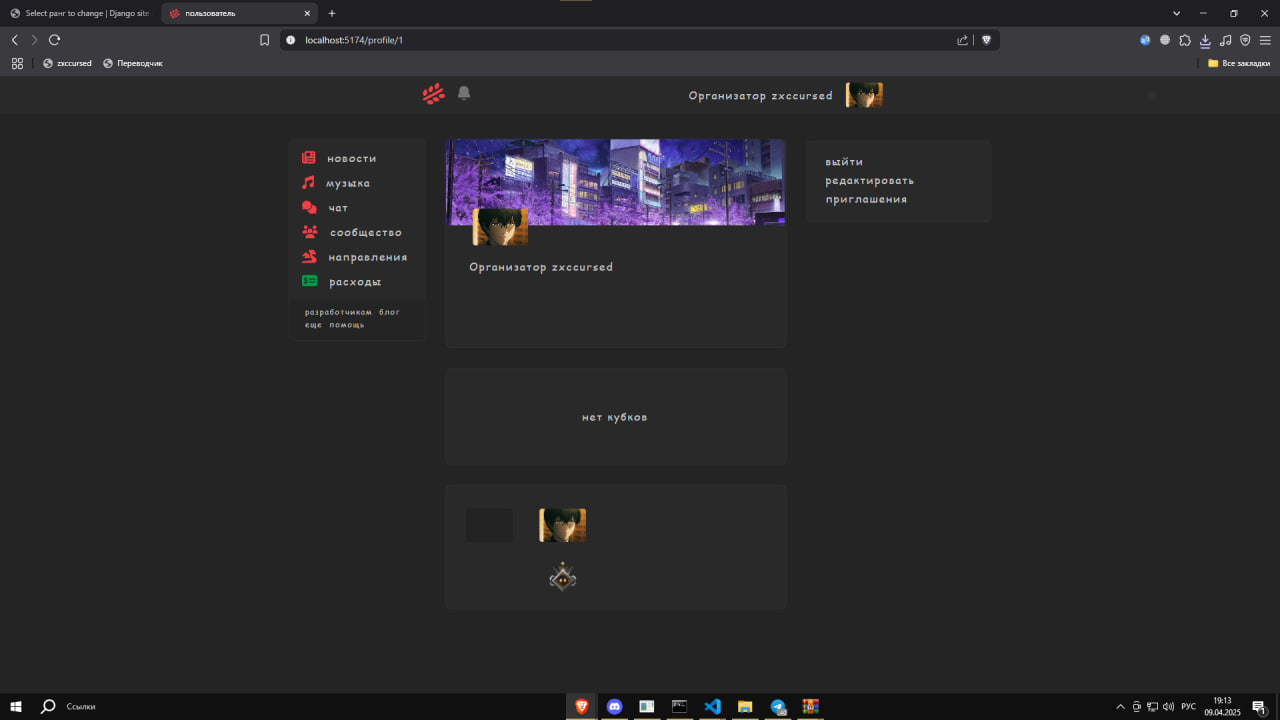 Select ранг to change | Django site
пользователь
localhost:5174/profile/1
zxccursed
Переводчик
Все закладки
Организатор zxccursed
новости
музыка
чат
сообщество
направления
расходы
разработчикам блог
еще помощь
Организатор zxccursed
нет кубков
выйти
редактировать
приглашения
Ссылки
РУС
19:13
09.04.2025